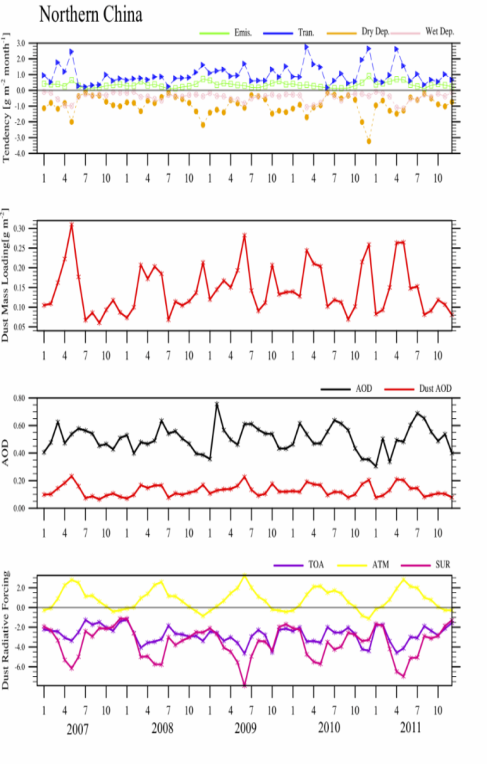 Northern China
Emis. Tran. Dry Dep. Wet Dep.
Tendency [g m⁻² month⁻¹]
3.0
2.0
1.0
0.0
-1.0
-2.0
-3.0
-4.0
1 4 7 10 1 4 7 10 1 4 7 10 1 4 7 10 1 4 7 10
Dust Mass Loading[g m⁻²]
0.30
0.25
0.20
0.15
0.10
0.05
1 4 7 10 1 4 7 10 1 4 7 10 1 4 7 10 1 4 7 10
AOD Dust AOD
AOD
0.80
0.60
0.40
0.20
0.00
1 4 7 10 1 4 7 10 1 4 7 10 1 4 7 10 1 4 7 10
TOA ATM SUR
Dust Radiative Forcing
2.0
0.0
-2.0
-4.0
-6.0
1 4 7 10 1 4 7 10 1 4 7 10 1 4 7 10 1 4 7 10
2007 2008 2009 2010 2011